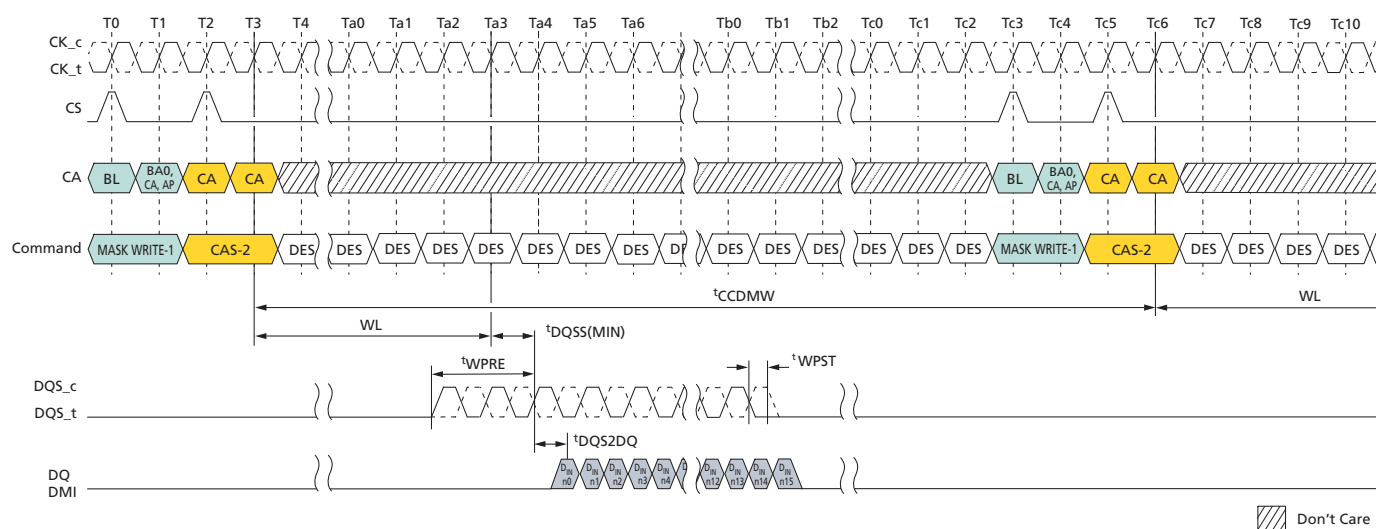 T0 T1 T2 T3 T4 Ta0 Ta1 Ta2 Ta3 Ta4 Ta5 Ta6 Tb0 Tb1 Tb2 Tc0 Tc1 Tc2 Tc3 Tc4 Tc5 Tc6 Tc7 Tc8 Tc9 Tc10
CK_c
CK_t
CS
CA BL BA0, CA, AP CA CA BL BA0, CA, AP CA CA
Command MASK WRITE-1 CAS-2 DES DES DES DES DES DES DES DES DES DES DES DES DES DES MASK WRITE-1 CAS-2 DES DES DES DES
tCCDMW WL
WL tDQSS(MIN)
tWPRE tWPST
DQS_c
DQS_t
tDQS2DQ
DQ DIN n0 DIN n1 DIN n2 DIN n3 DIN n4 DIN n12 DIN n13 DIN n14 DIN n15
DMI
Don't Care